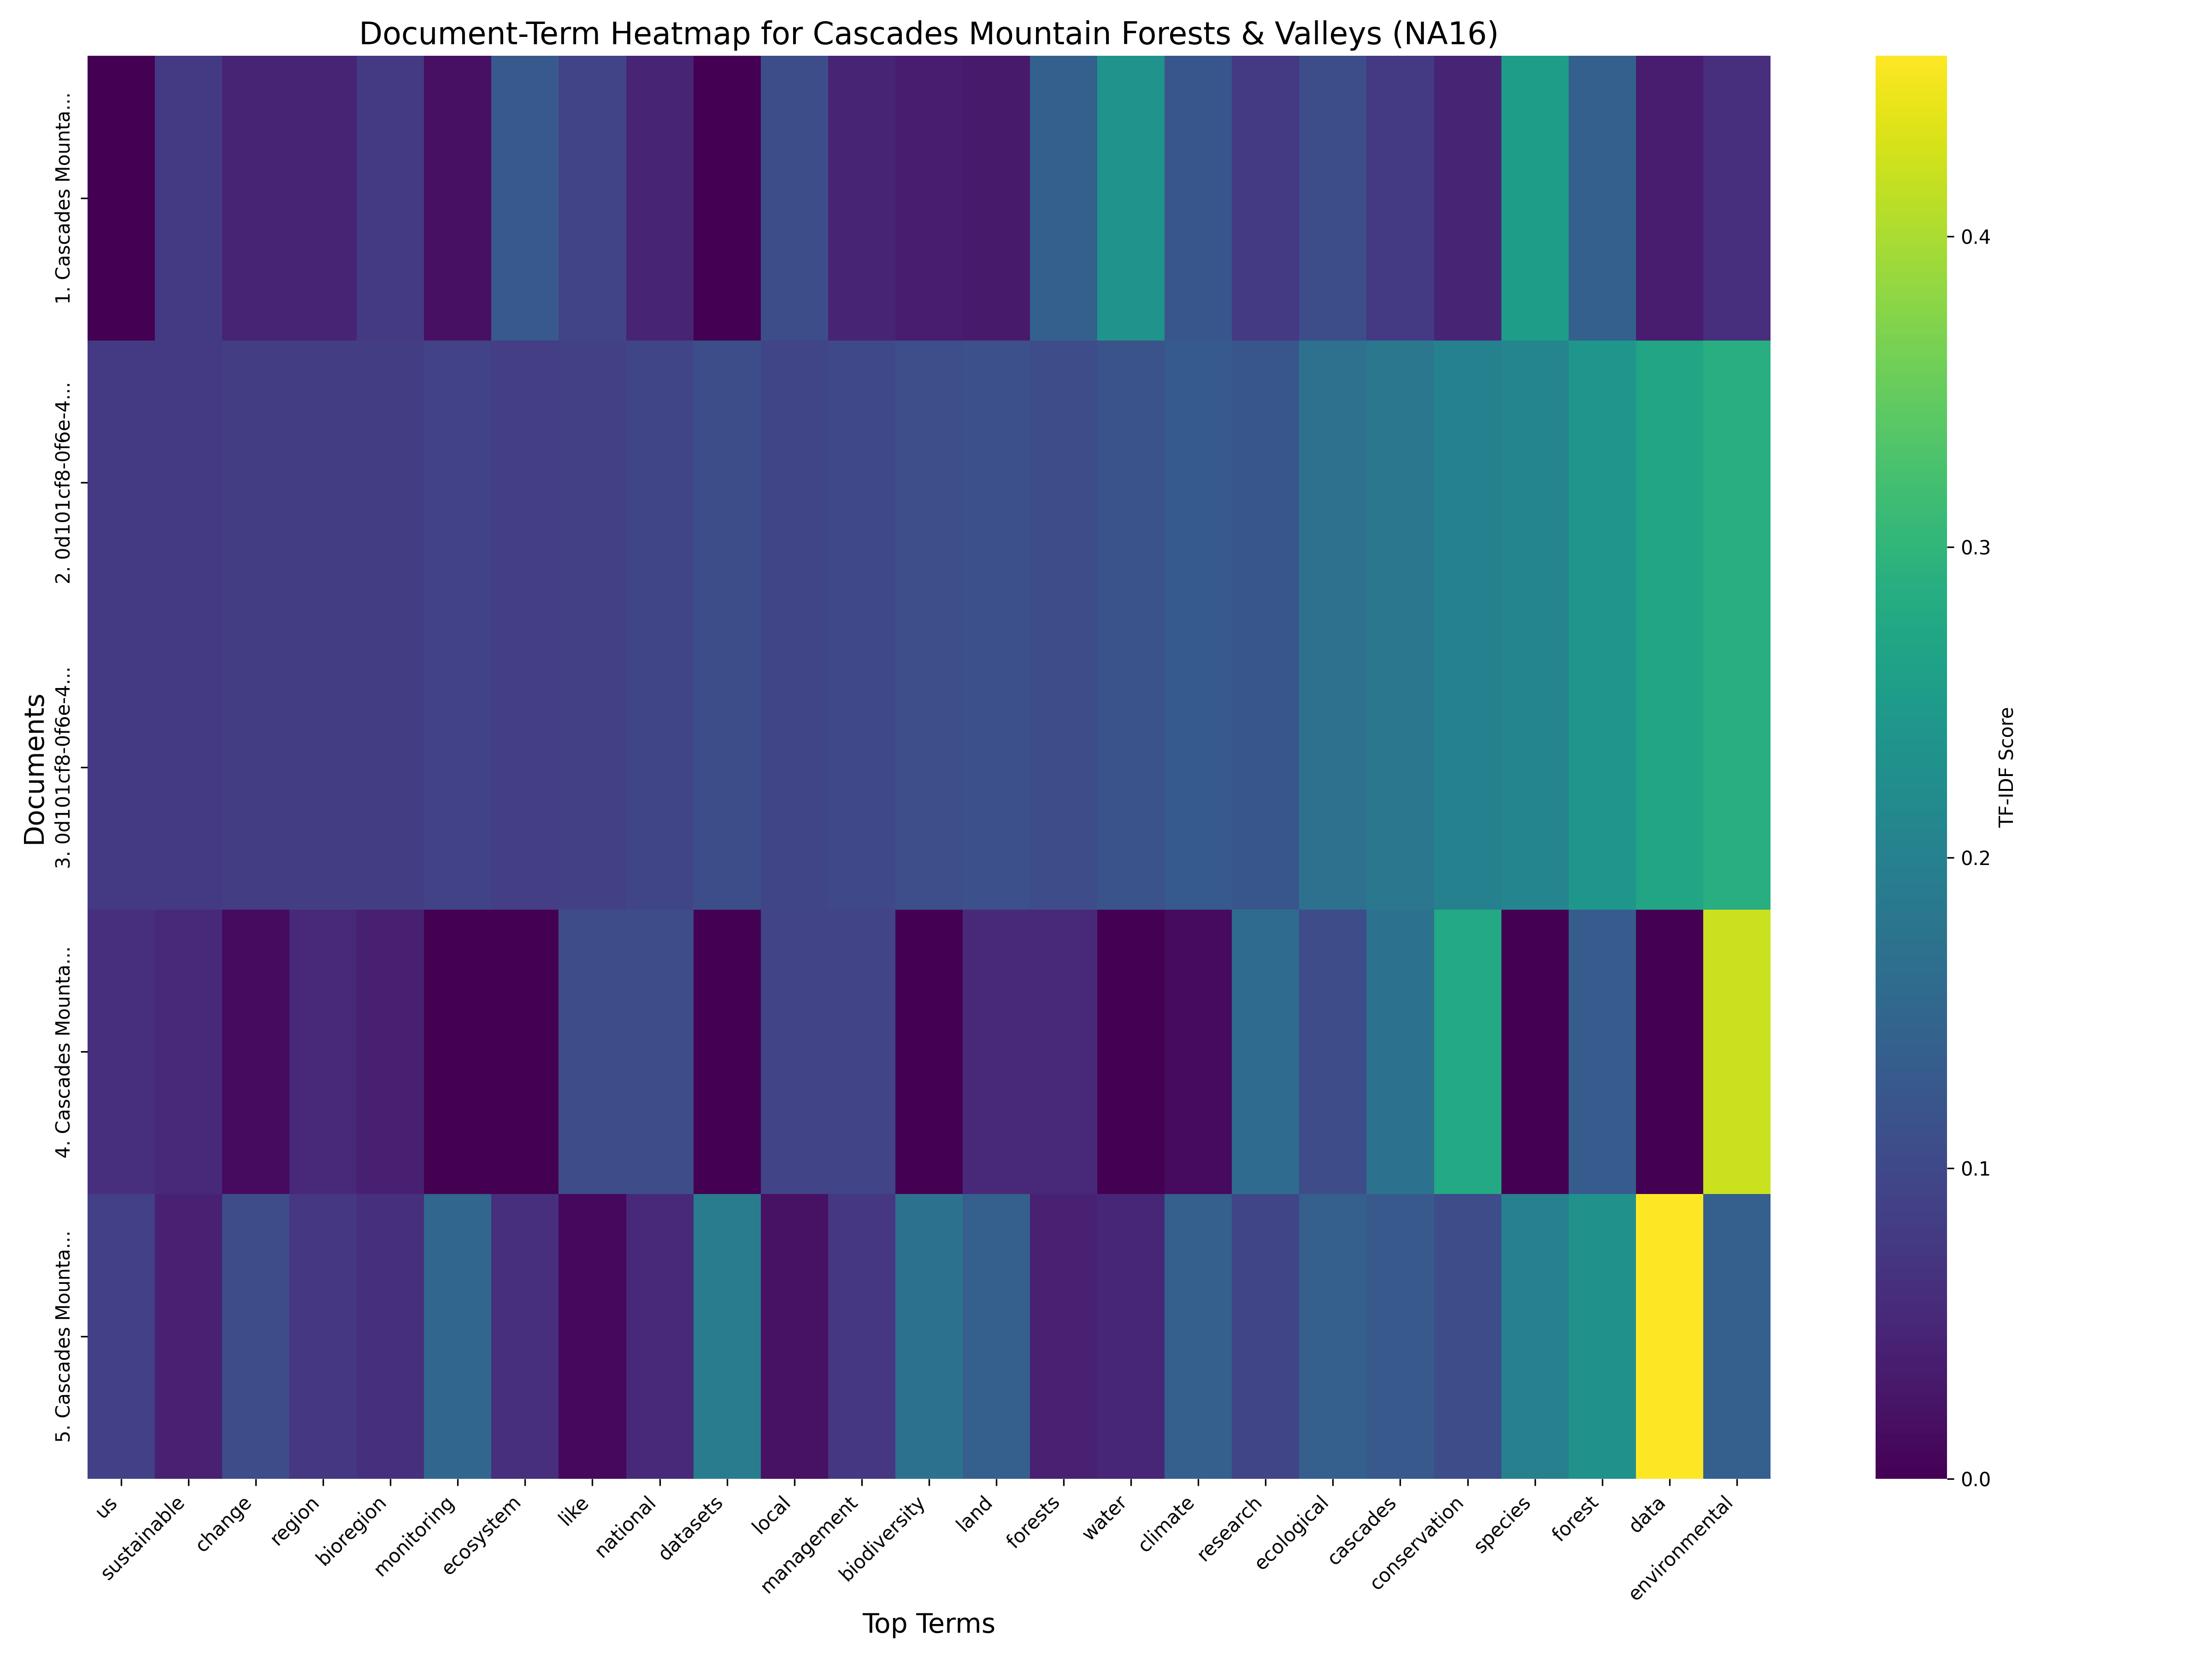 Document-Term Heatmap for Cascades Mountain Forests & Valleys (NA16)
Documents
1. Cascades Mounta...
2. 0d101cf8-0f6e-4...
3. 0d101cf8-0f6e-4...
4. Cascades Mounta...
5. Cascades Mounta...
us
sustainable
change
region
bioregion
monitoring
ecosystem
like
national
datasets
local
management
biodiversity
land
forests
water
climate
research
ecological
cascades
conservation
species
forest
data
environmental
Top Terms
0.4
0.3
0.2
0.1
0.0
TF-IDF Score